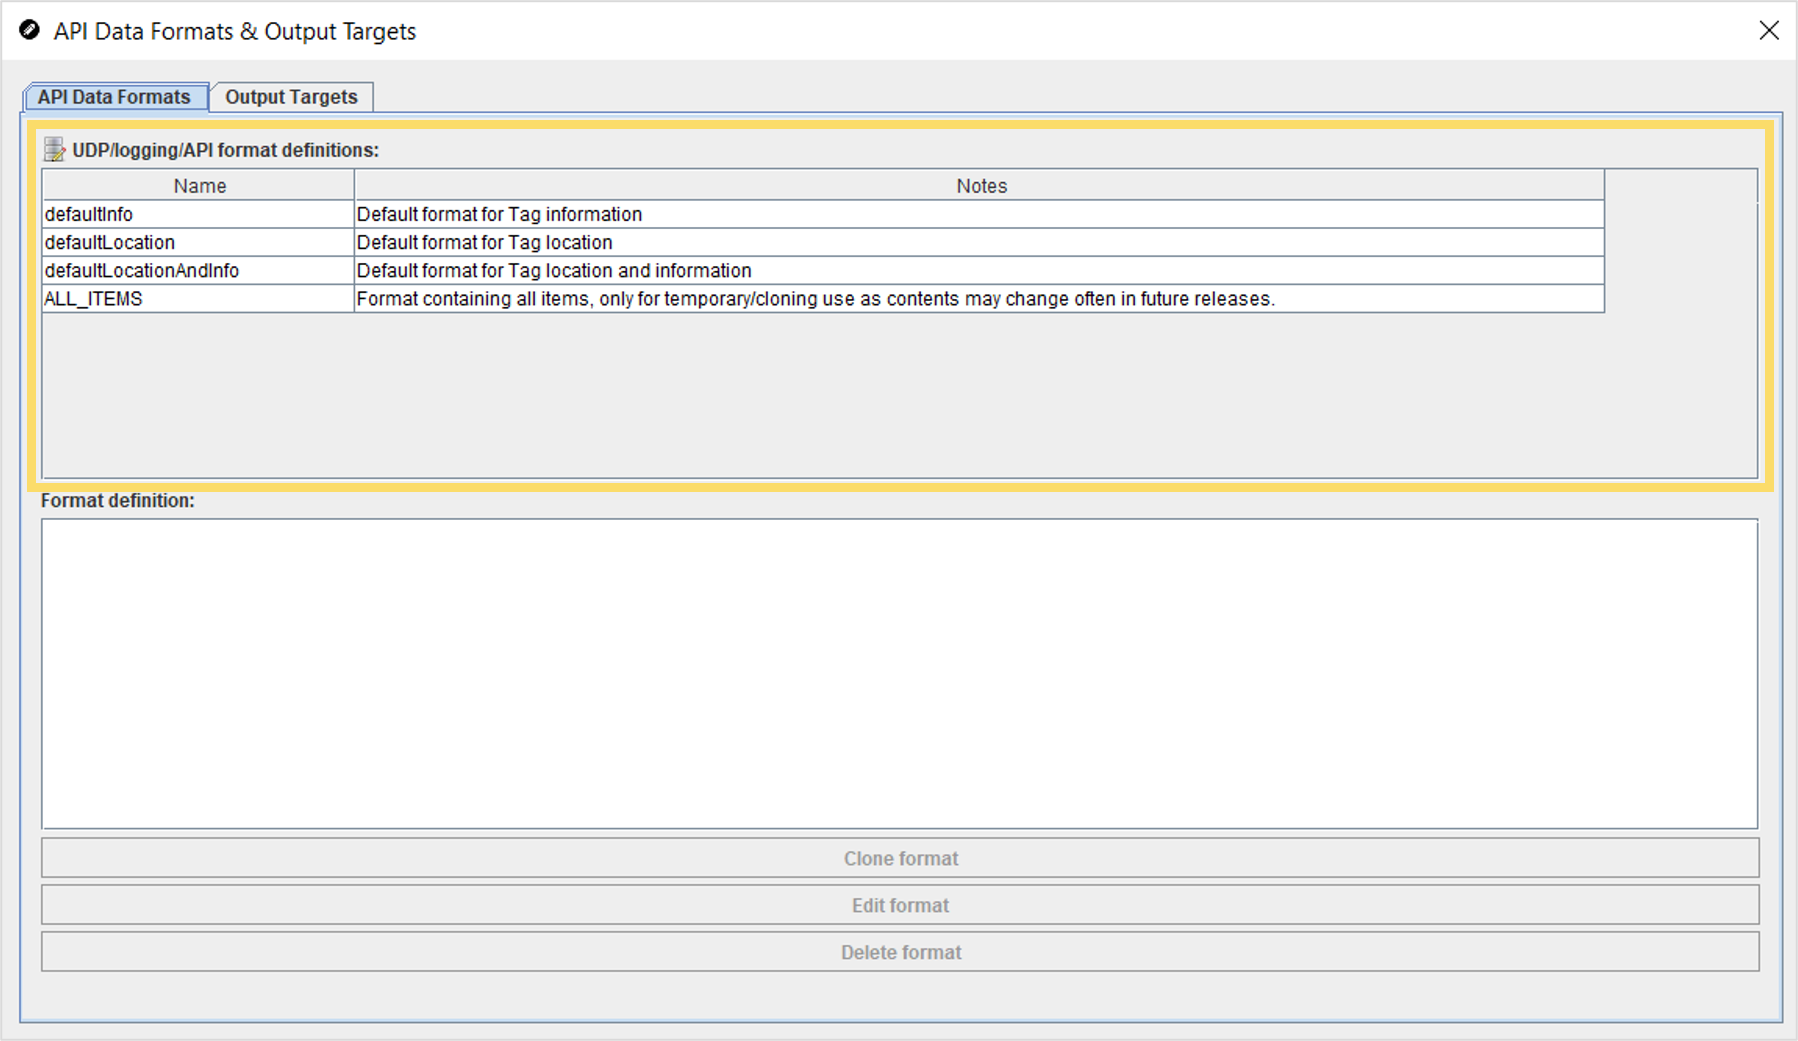 API Data Formats & Output Targets
API Data Formats Output Targets
UDP/logging/API format definitions:
Name Notes
defaultInfo Default format for Tag information
defaultLocation Default format for Tag location
defaultLocationAndInfo Default format for Tag location and information
ALL_ITEMS Format containing all items, only for temporary/cloning use as contents may change often in future releases.
Format definition:
Clone format
Edit format
Delete format